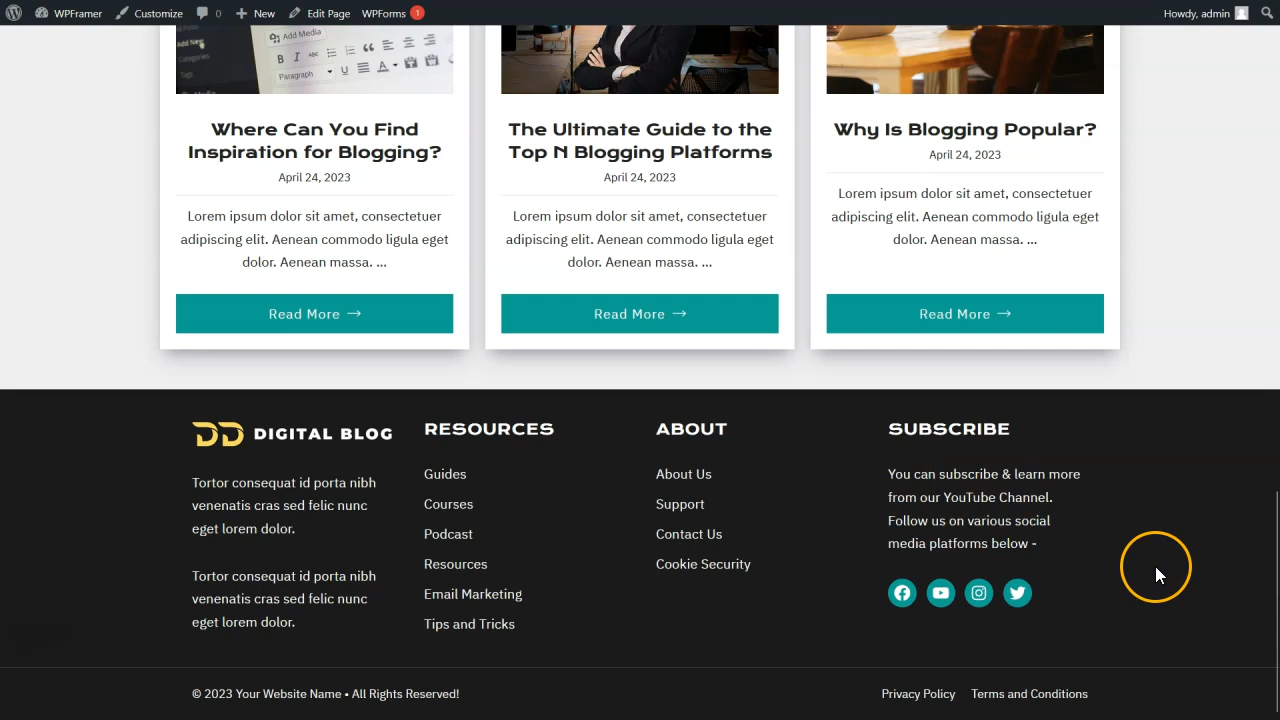 WPFramer
Customize
0
New
Edit Page
WPForms
1
Howdy, admin
Add New
Categories
Tags
Add Media
B I ABC
Paragraph
U A
Where Can You Find
Inspiration for Blogging?
April 24, 2023
Lorem ipsum dolor sit amet, consectetuer
adipiscing elit. Aenean commodo ligula eget
dolor. Aenean massa. ...
Read More →
The Ultimate Guide to the
Top N Blogging Platforms
April 24, 2023
Lorem ipsum dolor sit amet, consectetuer
adipiscing elit. Aenean commodo ligula eget
dolor. Aenean massa. ...
Read More →
Why Is Blogging Popular?
April 24, 2023
Lorem ipsum dolor sit amet, consectetuer
adipiscing elit. Aenean commodo ligula eget
dolor. Aenean massa. ...
Read More →
DIGITAL BLOG
Tortor consequat id porta nibh
venenatis cras sed felic nunc
eget lorem dolor.
Tortor consequat id porta nibh
venenatis cras sed felic nunc
eget lorem dolor.
RESOURCES
Guides
Courses
Podcast
Resources
Email Marketing
Tips and Tricks
ABOUT
About Us
Support
Contact Us
Cookie Security
SUBSCRIBE
You can subscribe & learn more
from our YouTube Channel.
Follow us on various social
media platforms below -
© 2023 Your Website Name • All Rights Reserved!
Privacy Policy
Terms and Conditions